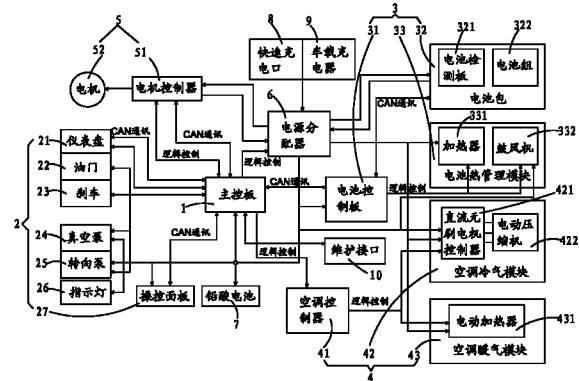 5
52
51
电机
电机控制器
8
9
快速充
电口
车载充
电器
6
电源分
配器
3
31
33
32
321
322
电池检
测板
电池组
电池包
CAN通讯
331
332
加热器
鼓风机
电池热管理模块
2
21
仪表盘
22
油门
23
刹车
24
真空泵
25
转向泵
26
指示灯
27
CAN通讯
CAN通讯
逻辑控制
逻辑控制
主控板
1
CAN通讯
电池控
制板
逻辑控制
CAN通讯
逻辑控制
维护接口
10
操控面板
铅酸电池
7
直流无
刷电机
控制器
421
电动压
缩机
422
空调冷气模块
空调控
制器
逻辑控制
电动加热器
431
空调暖气模块
41
42
43
4